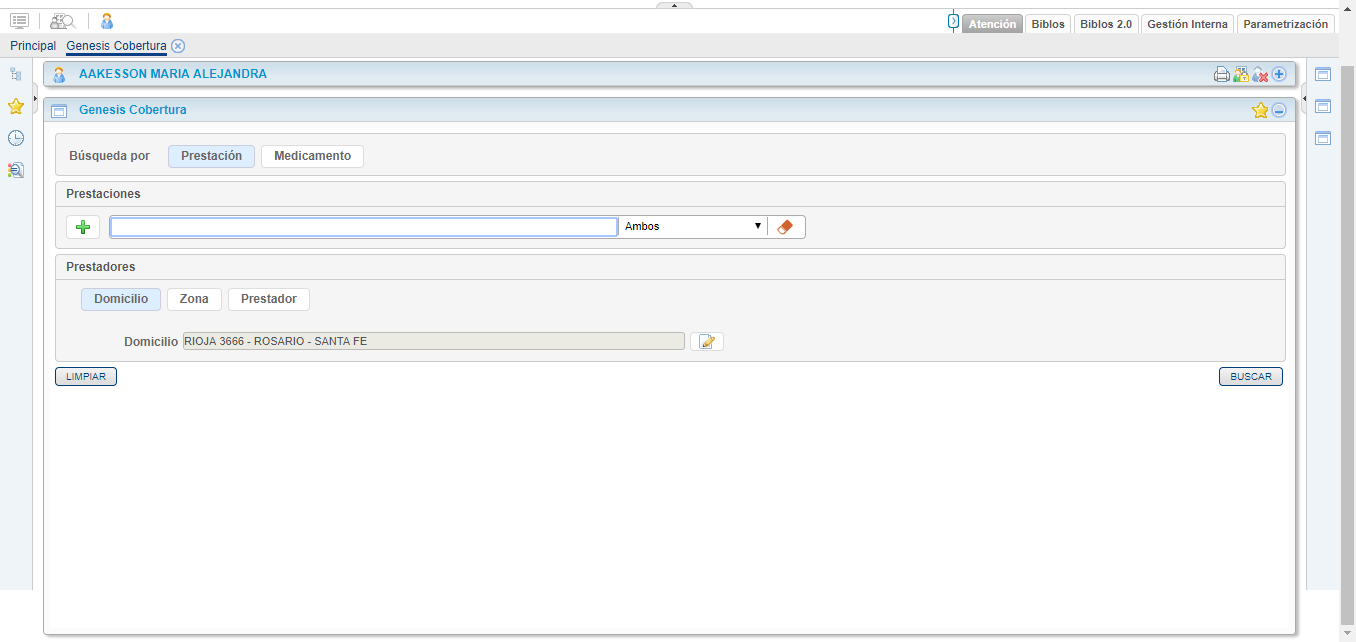 Atención Biblos Biblos 2.0 Gestión Interna Parametrización
Principal Genesis Cobertura
AAKESSON MARIA ALEJANDRA
Genesis Cobertura
Búsqueda por Prestación Medicamento
Prestaciones
Ambos
Prestadores
Domicilio Zona Prestador
Domicilio RIOJA 3666 - ROSARIO - SANTA FE
LIMPIAR BUSCAR